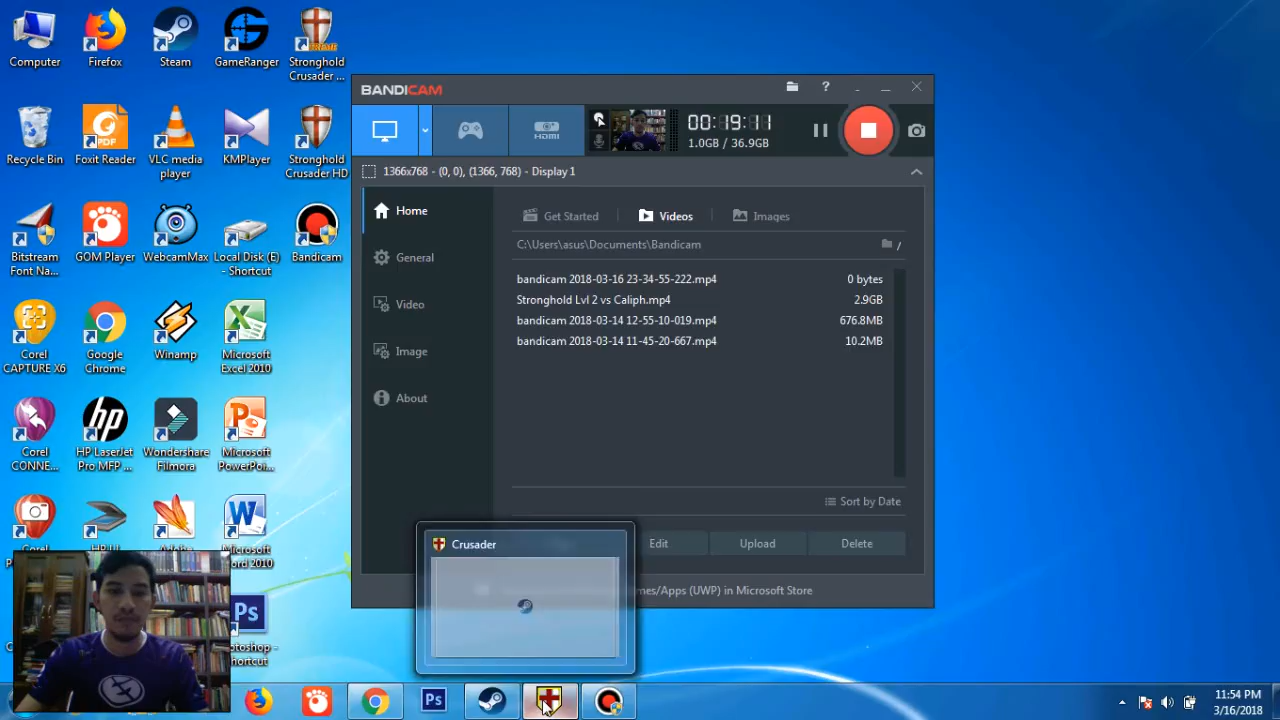 Computer
Firefox
Steam
GameRanger
Stronghold
Crusader ...
Recycle Bin
Foxit Reader
VLC media
player
KMPlayer
Stronghold
Crusader HD
Bitstream
Font Na...
GOM Player
WebcamMax
Local Disk (E)
- Shortcut
Bandicam
Corel
CAPTURE X6
Google
Chrome
Winamp
Microsoft
Excel 2010
Corel
CONNE...
HP LaserJet
Pro MFP ...
Wondershare
Filmora
Microsoft
PowerPoi...
Corel
Microsoft
Word 2010
Shortcut
BANDICAM
HDMI
00:19:11
1.0GB / 36.9GB
1366x768 - (0, 0), (1366, 768) - Display 1
Home
General
Video
Image
About
Get Started
Videos
Images
C:\Users\asus\Documents\Bandicam
/
bandicam 2018-03-16 23-34-55-222.mp4 0 bytes
Stronghold Lvl 2 vs Caliph.mp4 2.9GB
bandicam 2018-03-14 12-55-10-019.mp4 676.8MB
bandicam 2018-03-14 11-45-20-667.mp4 10.2MB
Sort by Date
Edit
Upload
Delete
Apps (UWP) in Microsoft Store
Crusader
Ps
Ps
11:54 PM
3/16/2018